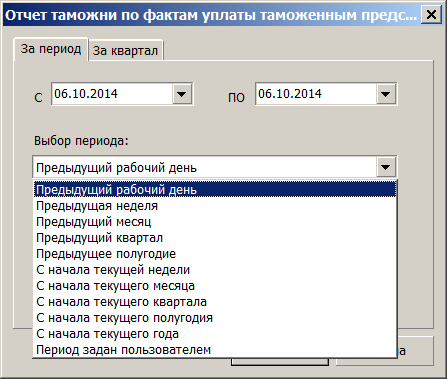 Отчет таможни по фактам уплаты таможенным предс...
За период За квартал
С 06.10.2014 ПО 06.10.2014
Выбор периода:
Предыдущий рабочий день
Предыдущий рабочий день
Предыдущая неделя
Предыдущий месяц
Предыдущий квартал
Предыдущее полугодие
С начала текущей недели
С начала текущего месяца
С начала текущего квартала
С начала текущего полугодия
С начала текущего года
Период задан пользователем